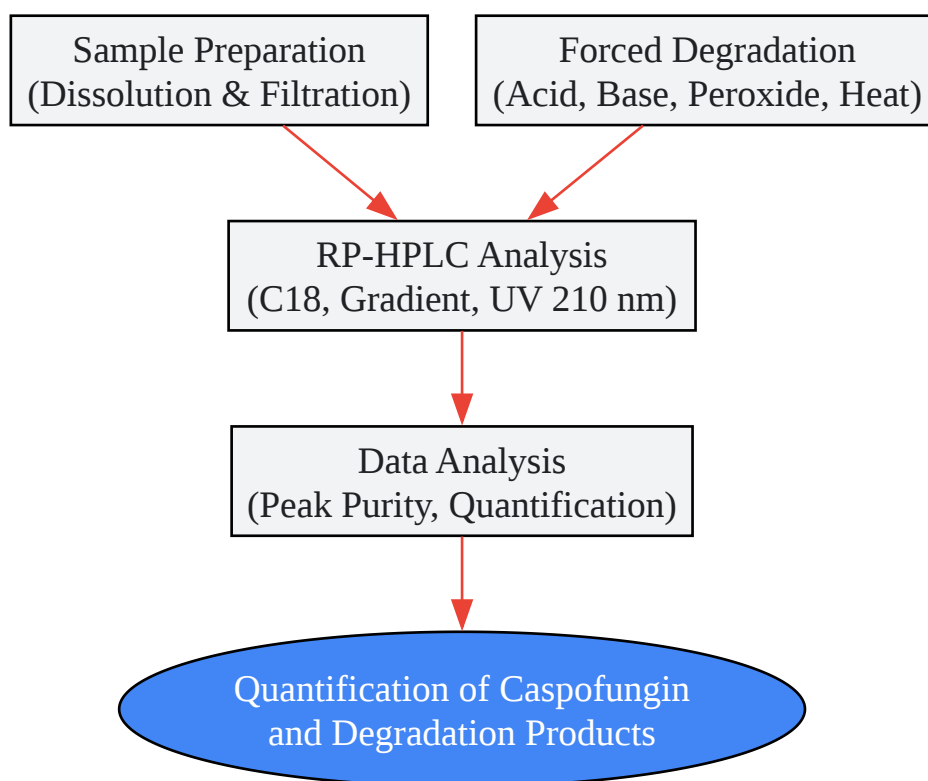 Sample Preparation
(Dissolution & Filtration)
Forced Degradation
(Acid, Base, Peroxide, Heat)
RP-HPLC Analysis
(C18, Gradient, UV 210 nm)
Data Analysis
(Peak Purity, Quantification)
Quantification of Caspofungin
and Degradation Products